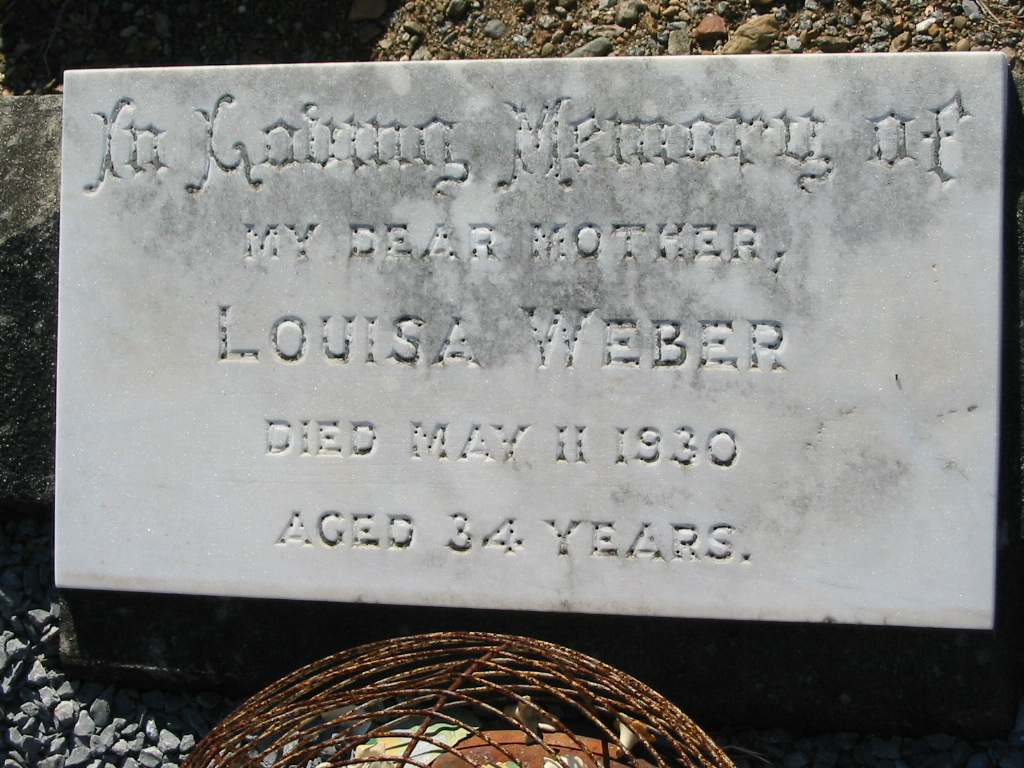 In Loving Memory of
MY DEAR MOTHER,
LOUISA WEBER
DIED MAY 11 1930
AGED 34 YEARS.